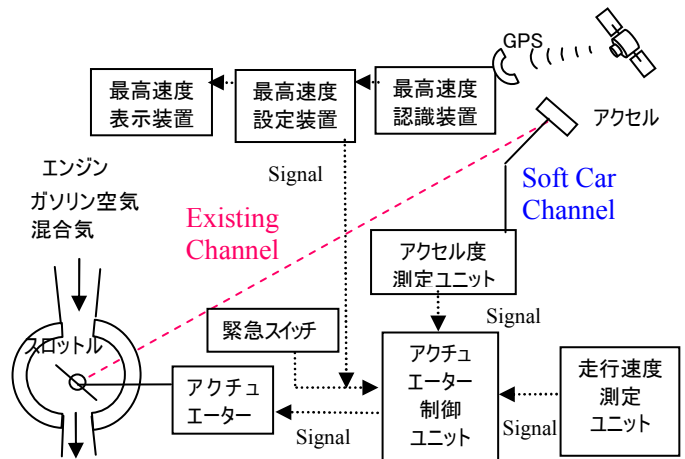 GPS
最高速度
表示装置
最高速度
設定装置
最高速度
認識装置
アクセル
エンジン
ガソリン空気
混合気
Signal
Existing
Channel
Soft Car
Channel
アクセル度
測定ユニット
緊急スイッチ
Signal
スロットル
アクチュ
エーター
Signal
アクチュ
エーター
制御
ユニット
Signal
走行速度
測定
ユニット